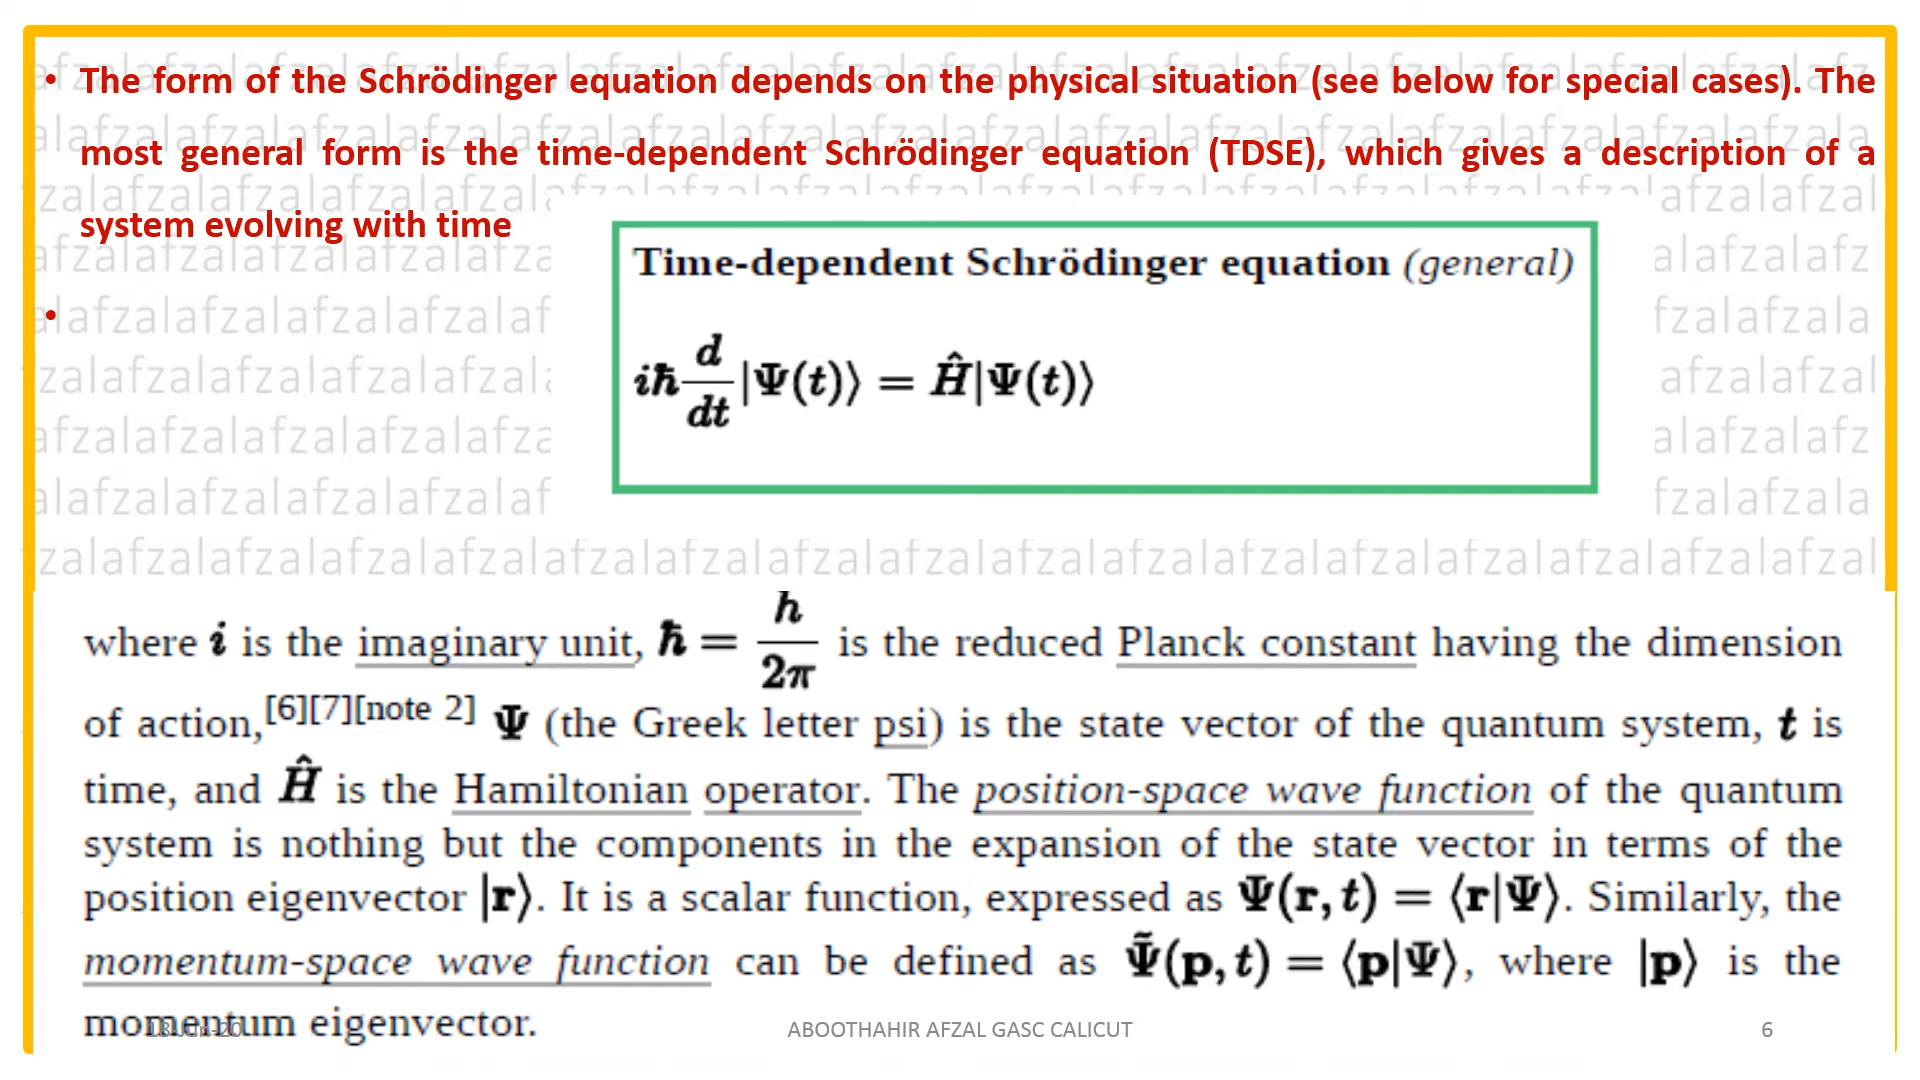 • The form of the Schrödinger equation depends on the physical situation (see below for special cases). The
most general form is the time-dependent Schrödinger equation (TDSE), which gives a description of a
system evolving with time
•
Time-dependent Schrödinger equation (general)
iħ d/dt |Ψ(t)⟩ = Ĥ|Ψ(t)⟩
where i is the imaginary unit, ħ = h/2π is the reduced Planck constant having the dimension
of action,[6][7][note 2] Ψ (the Greek letter psi) is the state vector of the quantum system, t is
time, and Ĥ is the Hamiltonian operator. The position-space wave function of the quantum
system is nothing but the components in the expansion of the state vector in terms of the
position eigenvector |r⟩. It is a scalar function, expressed as Ψ(r, t) = ⟨r|Ψ⟩. Similarly, the
momentum-space wave function can be defined as Ψ̃(p, t) = ⟨p|Ψ⟩, where |p⟩ is the
momentum eigenvector.
ABOOTHAHIR AFZAL GASC CALICUT
6